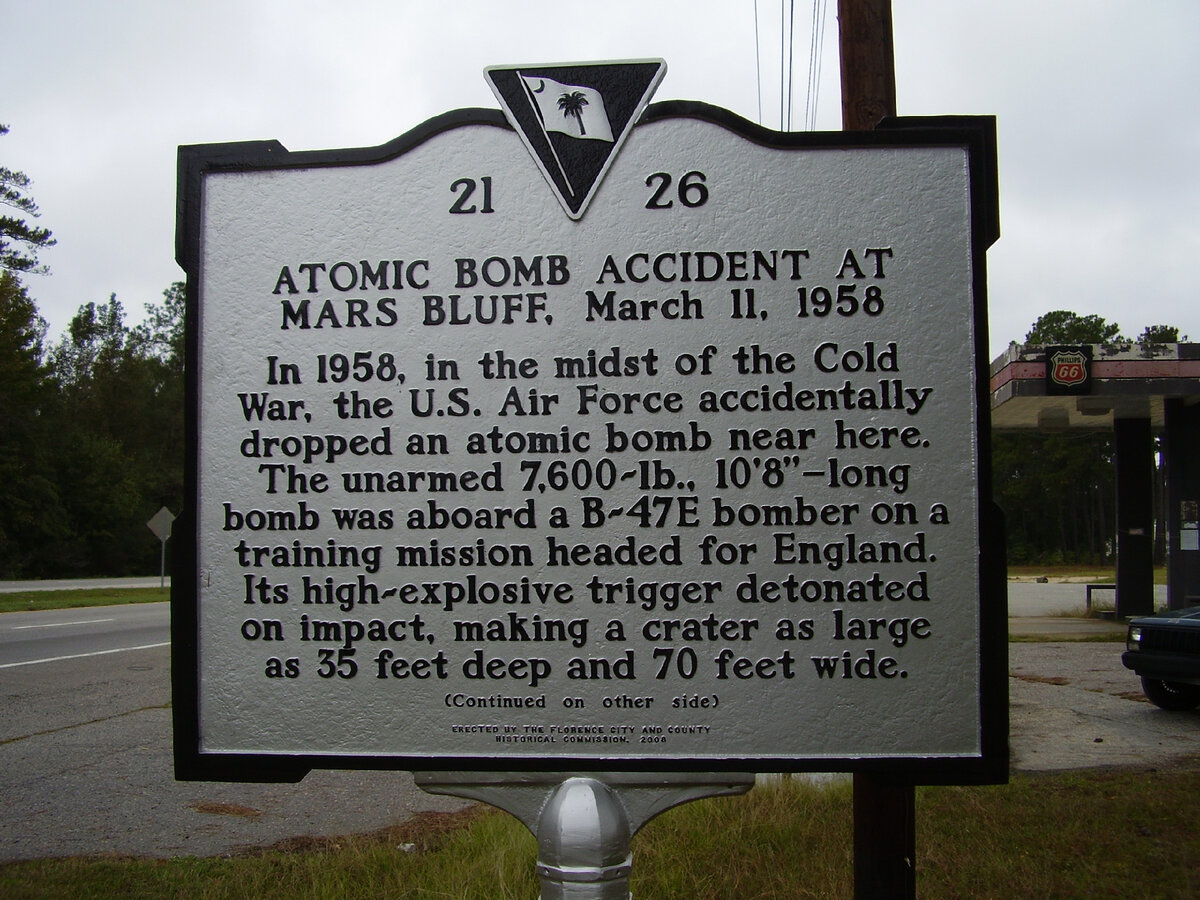 21 26
ATOMIC BOMB ACCIDENT AT
MARS BLUFF, March 11, 1958
In 1958, in the midst of the Cold
War, the U.S. Air Force accidentally
dropped an atomic bomb near here.
The unarmed 7,600-lb., 10'8"-long
bomb was aboard a B-47E bomber on a
training mission headed for England.
Its high-explosive trigger detonated
on impact, making a crater as large
as 35 feet deep and 70 feet wide.
(Continued on other side)
ERECTED BY THE FLORENCE CITY AND COUNTY
HISTORICAL COMMISSION, 2008
PHILLIPS
66